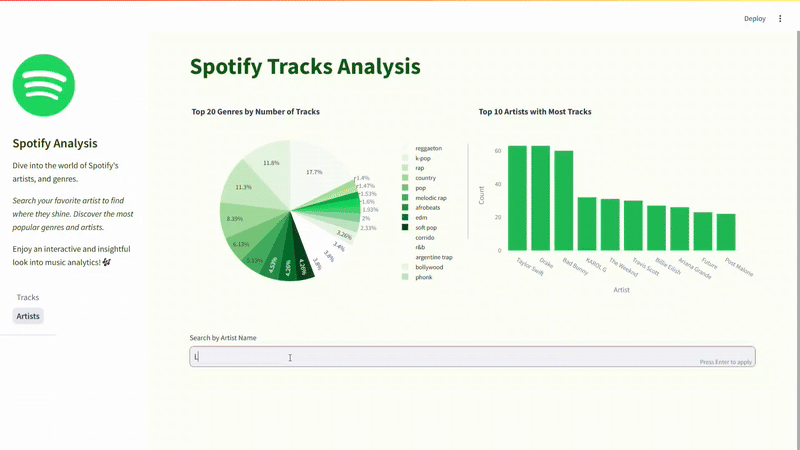 Deploy
Spotify Tracks Analysis
Spotify Analysis
Dive into the world of Spotify's
artists, and genres.
Search your favorite artist to find
where they shine. Discover the most
popular genres and artists.
Enjoy an interactive and insightful
look into music analytics!
Tracks
Artists
Top 20 Genres by Number of Tracks
17.7%
11.8%
11.3%
8.39%
6.13%
5.13%
4.53%
4.26%
4.26%
3.8%
3.8%
3.4%
3.26%
2.33%
2%
1.93%
1.6%
1.53%
1.47%
1.4%
reggaeton
k-pop
rap
country
pop
melodic rap
afrobeats
edm
soft pop
corrido
r&b
argentine trap
bollywood
phonk
Top 10 Artists with Most Tracks
Count
60
40
20
0
Taylor Swift
Drake
Bad Bunny
KAROL G
The Weeknd
Travis Scott
Billie Eilish
Ariana Grande
Future
Post Malone
Artist
Search by Artist Name
L
Press Enter to apply